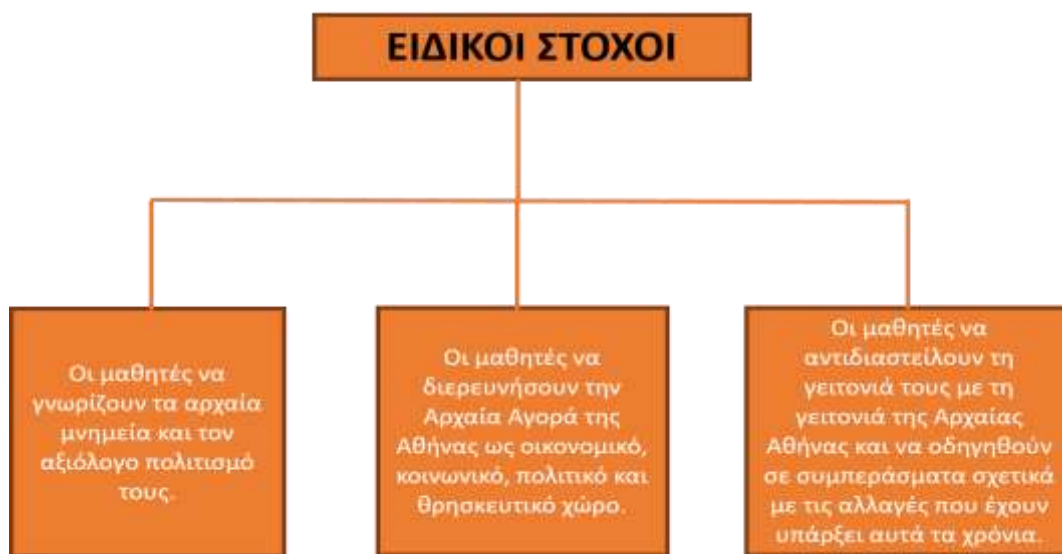 ΕΙΔΙΚΟΙ ΣΤΟΧΟΙ
Οι μαθητές να
γνωρίζουν τα αρχαία
μνημεία και τον
αξιόλογο πολιτισμό
τους.
Οι μαθητές να
διερευνήσουν την
Αρχαία Αγορά της
Αθήνας ως οικονομικό,
κοινωνικό, πολιτικό και
θρησκευτικό χώρο.
Οι μαθητές να
αντιδιαστείλουν τη
γειτονιά τους με τη
γειτονιά της Αρχαίας
Αθήνας και να οδηγηθούν
σε συμπεράσματα σχετικά
με τις αλλαγές που έχουν
υπάρξει αυτά τα χρόνια.